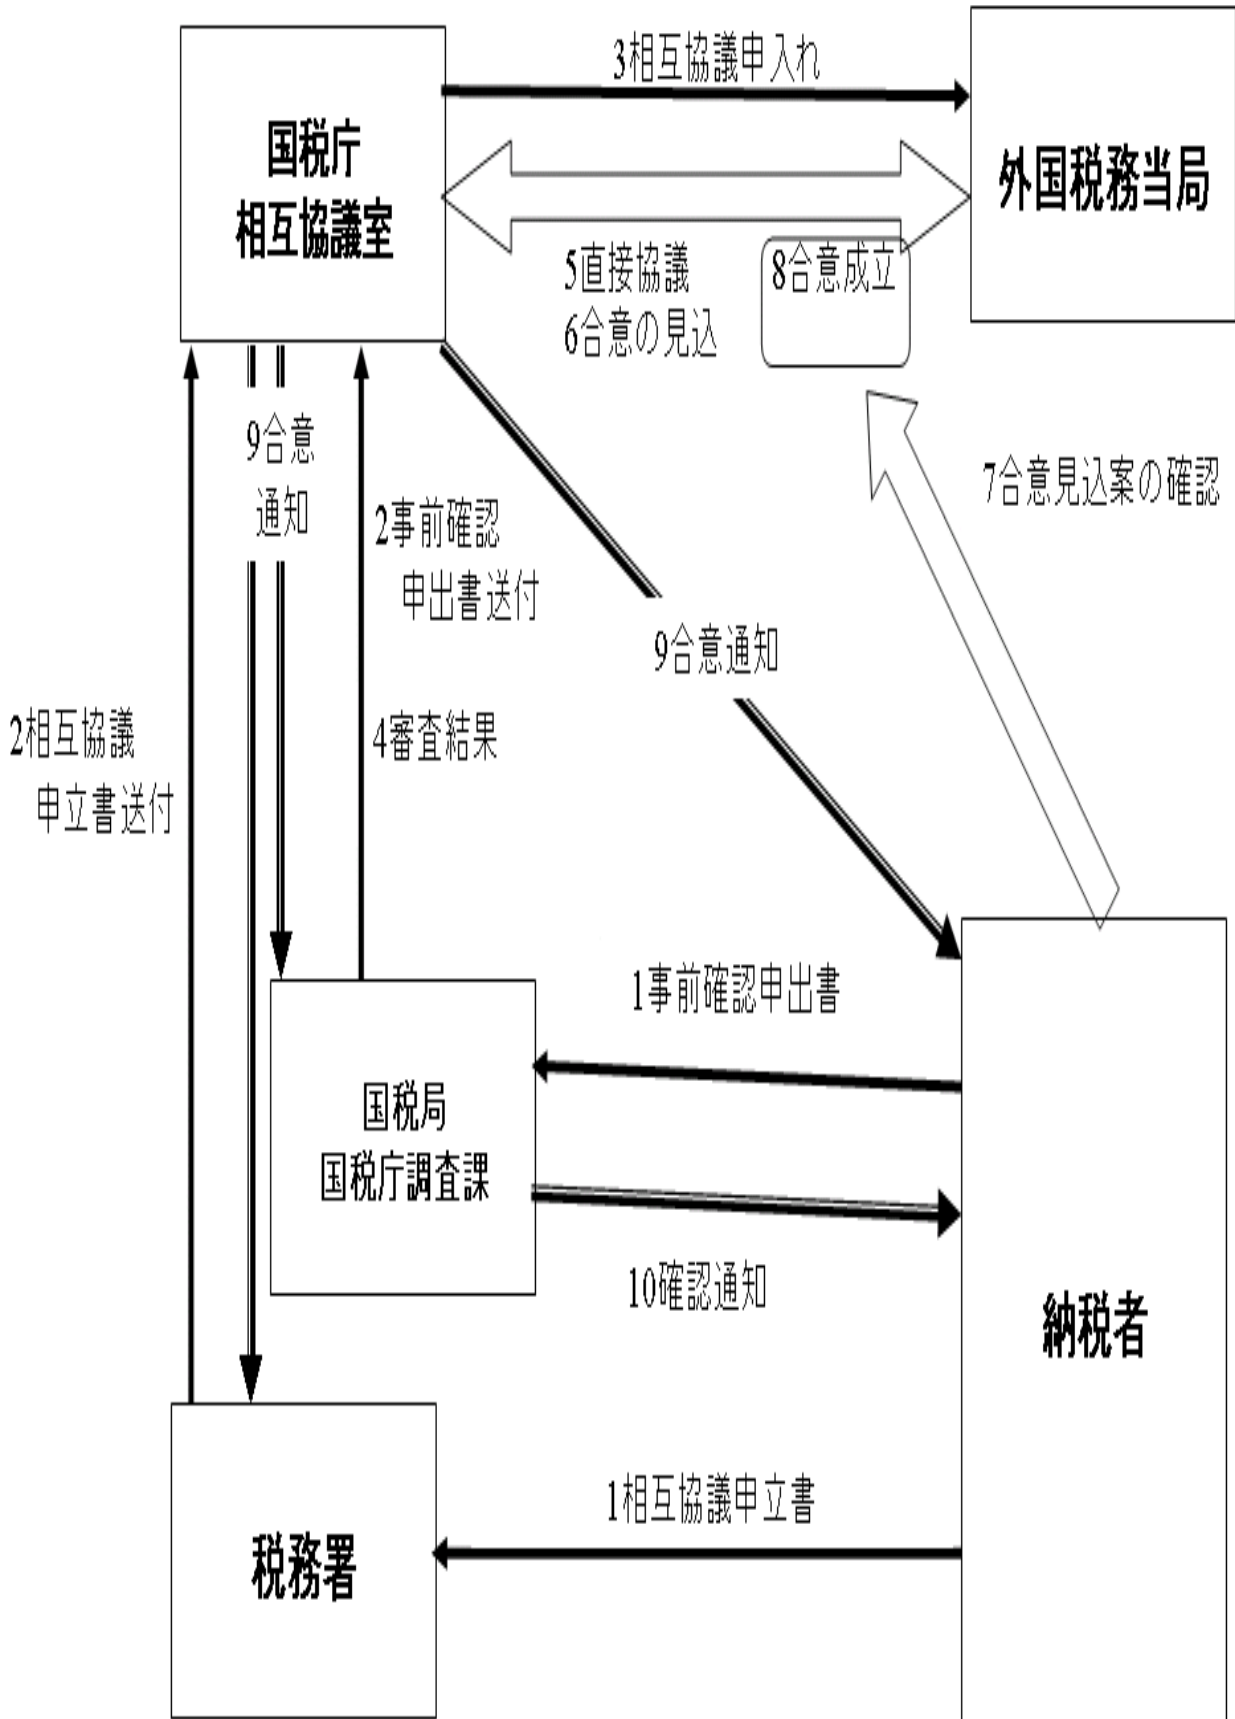 3相互協議申入れ
国税庁
相互協議室
外国税務当局
5直接協議
6合意の見込
8合意成立
9合意
通知
7合意見込案の確認
2事前確認
申出書送付
9合意通知
2相互協議
申立書送付
4審査結果
1事前確認申出書
国税局
国税庁調査課
10確認通知
納税者
1相互協議申立書
税務署